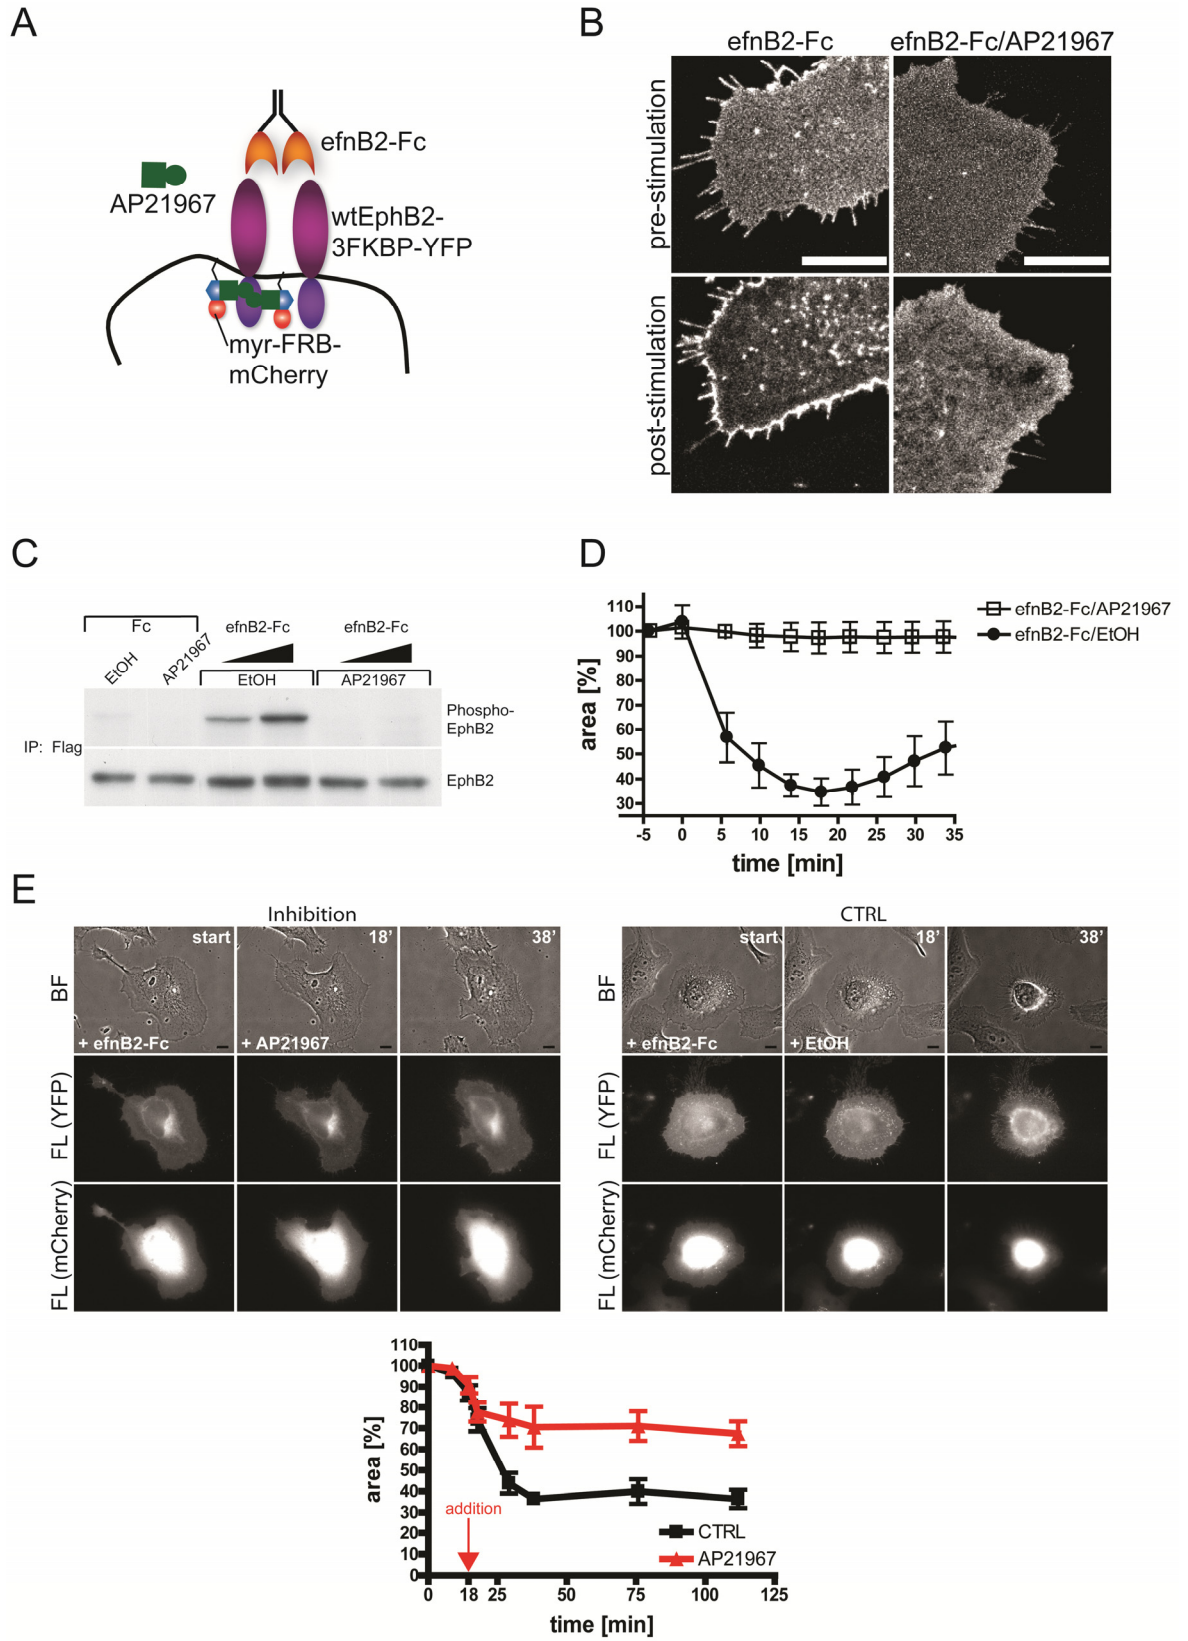 A
efnB2-Fc
AP21967
wtEphB2-
3FKBP-YFP
myr-FRB-
mCherry
B
efnB2-Fc
efnB2-Fc/AP21967
pre-stimulation
post-stimulation
C
Fc
efnB2-Fc
efnB2-Fc
EtOH
AP21967
EtOH
AP21967
Phospho-
EphB2
IP: Flag
EphB2
D
110
100
90
80
70
60
50
40
30
area [%]
-5 0 5 10 15 20 25 30 35
time [min]
efnB2-Fc/AP21967
efnB2-Fc/EtOH
E
Inhibition
CTRL
BF
start
+ efnB2-Fc
18'
+ AP21967
38'
FL (YFP)
FL (mCherry)
BF
start
+ efnB2-Fc
18'
+ EtOH
38'
FL (YFP)
FL (mCherry)
110
100
90
80
70
60
50
40
30
20
10
0
area [%]
addition
CTRL
AP21967
0 18 25 50 75 100 125
time [min]